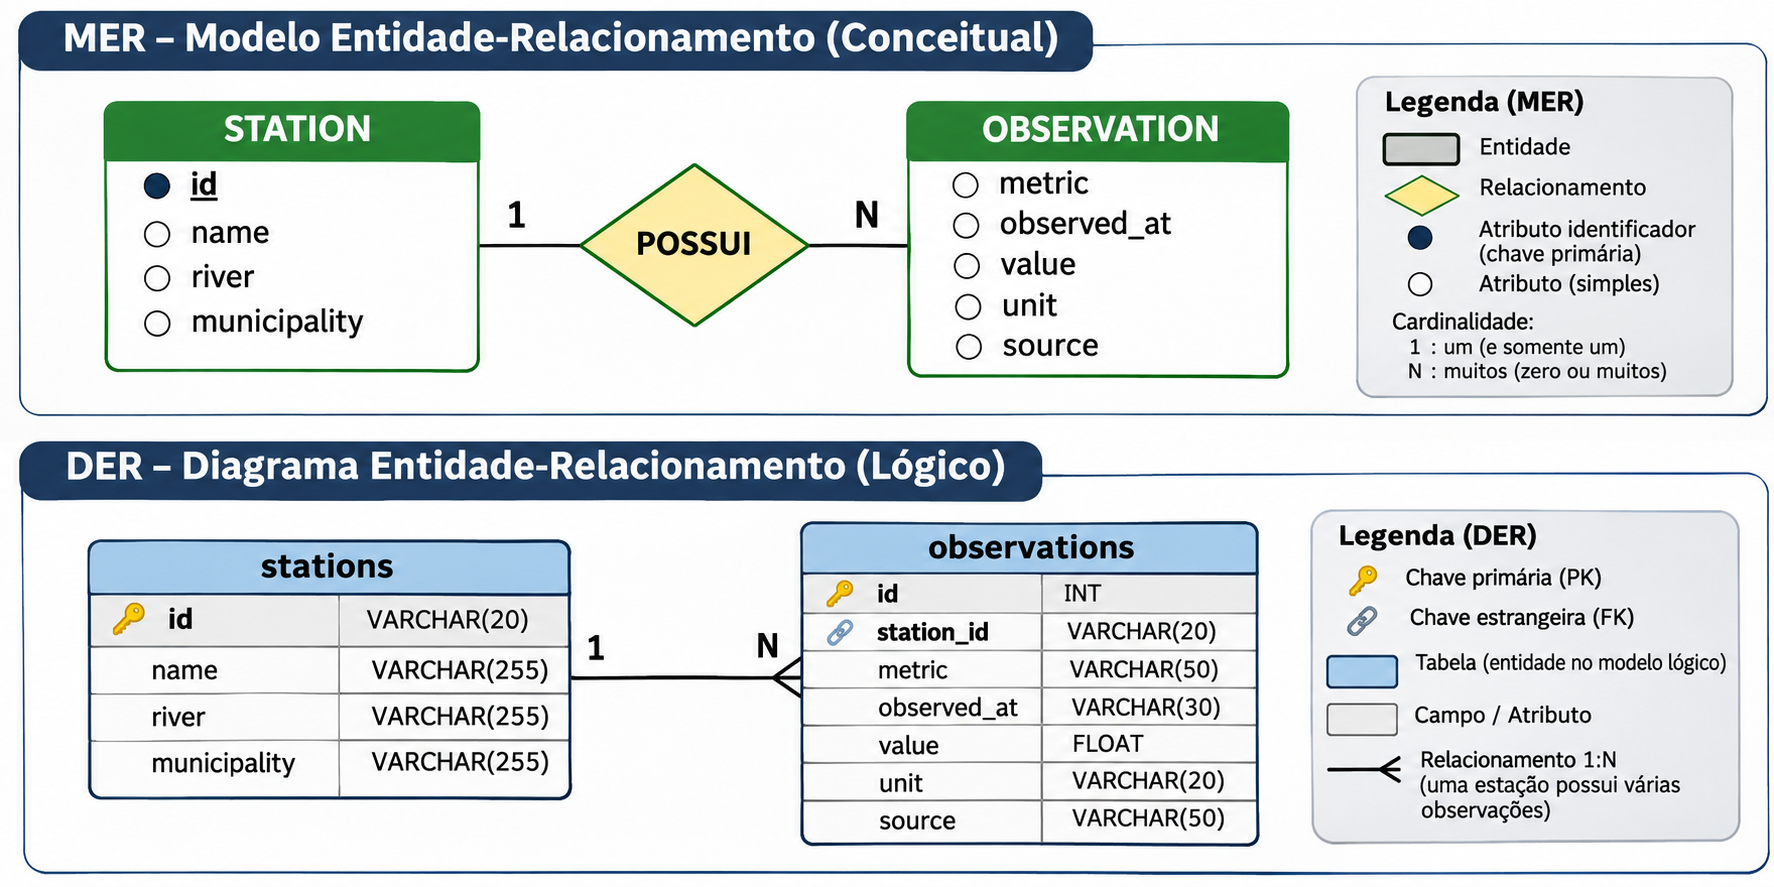 MER – Modelo Entidade-Relacionamento (Conceitual)
STATION
id
name
river
municipality
1
POSSUI
N
OBSERVATION
metric
observed_at
value
unit
source
Legenda (MER)
Entidade
Relacionamento
Atributo identificador
(chave primária)
Atributo (simples)
Cardinalidade:
1 : um (e somente um)
N : muitos (zero ou muitos)
DER – Diagrama Entidade-Relacionamento (Lógico)
stations
id VARCHAR(20)
name VARCHAR(255)
river VARCHAR(255)
municipality VARCHAR(255)
1
N
observations
id INT
station_id VARCHAR(20)
metric VARCHAR(50)
observed_at VARCHAR(30)
value FLOAT
unit VARCHAR(20)
source VARCHAR(50)
Legenda (DER)
Chave primária (PK)
Chave estrangeira (FK)
Tabela (entidade no modelo lógico)
Campo / Atributo
Relacionamento 1:N
(uma estação possui várias
observações)